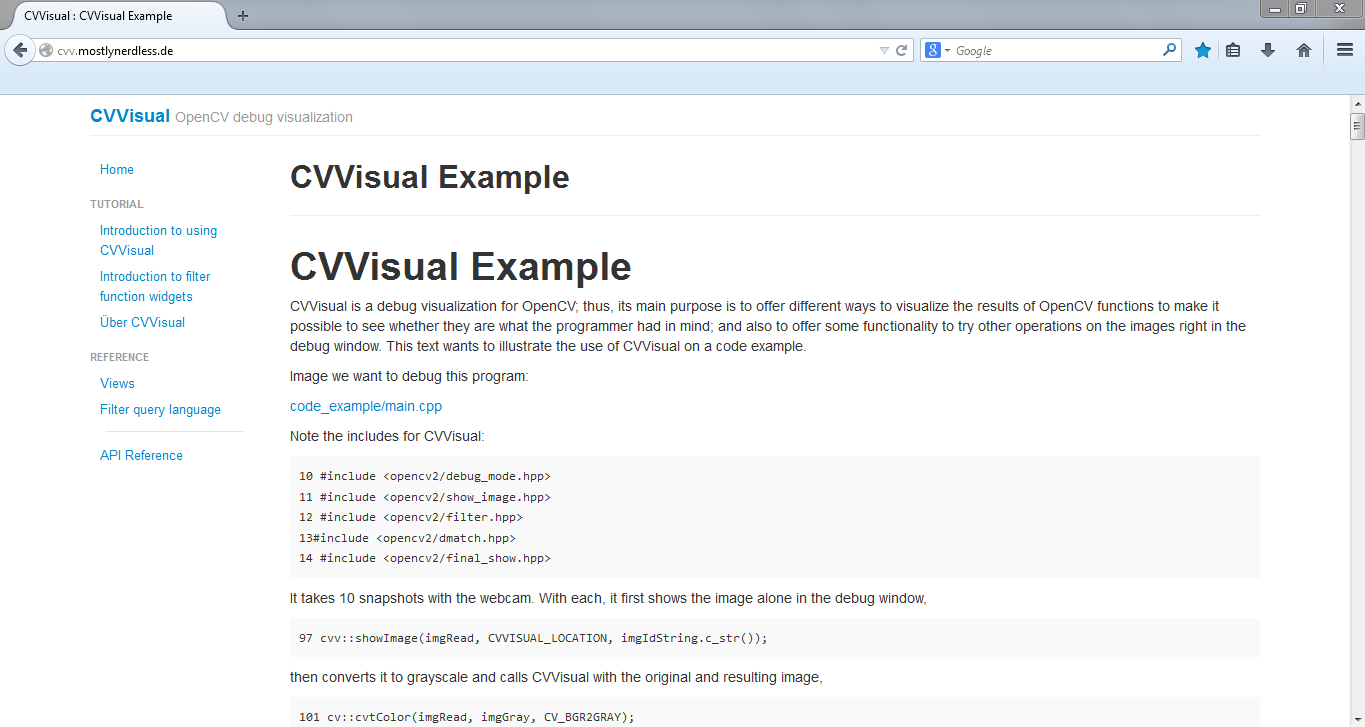 CVVisual : CVVisual Example
cvv.mostlynerdless.de
Google
CVVisual OpenCV debug visualization
Home
TUTORIAL
Introduction to using
CVVisual
Introduction to filter
function widgets
Über CVVisual
REFERENCE
Views
Filter query language
API Reference
CVVisual Example
CVVisual Example
CVVisual is a debug visualization for OpenCV; thus, its main purpose is to offer different ways to visualize the results of OpenCV functions to make it
possible to see whether they are what the programmer had in mind; and also to offer some functionality to try other operations on the images right in the
debug window. This text wants to illustrate the use of CVVisual on a code example.
Image we want to debug this program:
code_example/main.cpp
Note the includes for CVVisual:
10 #include <opencv2/debug_mode.hpp>
11 #include <opencv2/show_image.hpp>
12 #include <opencv2/filter.hpp>
13#include <opencv2/dmatch.hpp>
14 #include <opencv2/final_show.hpp>
It takes 10 snapshots with the webcam. With each, it first shows the image alone in the debug window,
97 cvv::showImage(imgRead, CVVISUAL_LOCATION, imgIdString.c_str());
then converts it to grayscale and calls CVVisual with the original and resulting image,
101 cv::cvtColor(imgRead, imgGray, CV_BGR2GRAY);